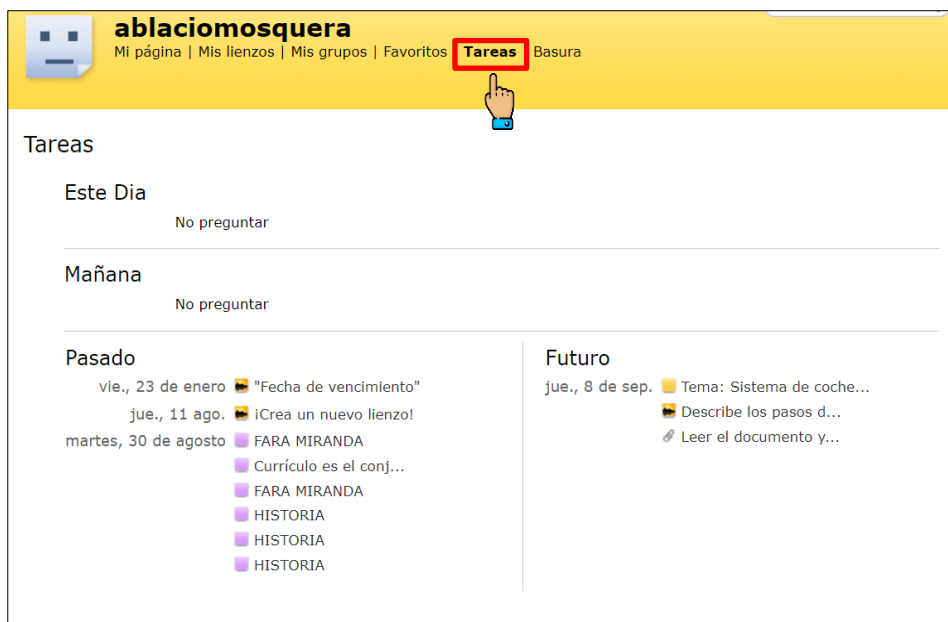 ablaciomosquera
Mi página | Mis lienzos | Mis grupos | Favoritos Tareas Basura
Tareas
Este Dia
No preguntar
Mañana
No preguntar
Pasado
vie., 23 de enero "Fecha de vencimiento"
jue., 11 ago. ¡Crea un nuevo lienzo!
martes, 30 de agosto FARA MIRANDA
Currículo es el conj...
FARA MIRANDA
HISTORIA
HISTORIA
HISTORIA
Futuro
jue., 8 de sep. Tema: Sistema de coche...
Describe los pasos d...
Leer el documento y...